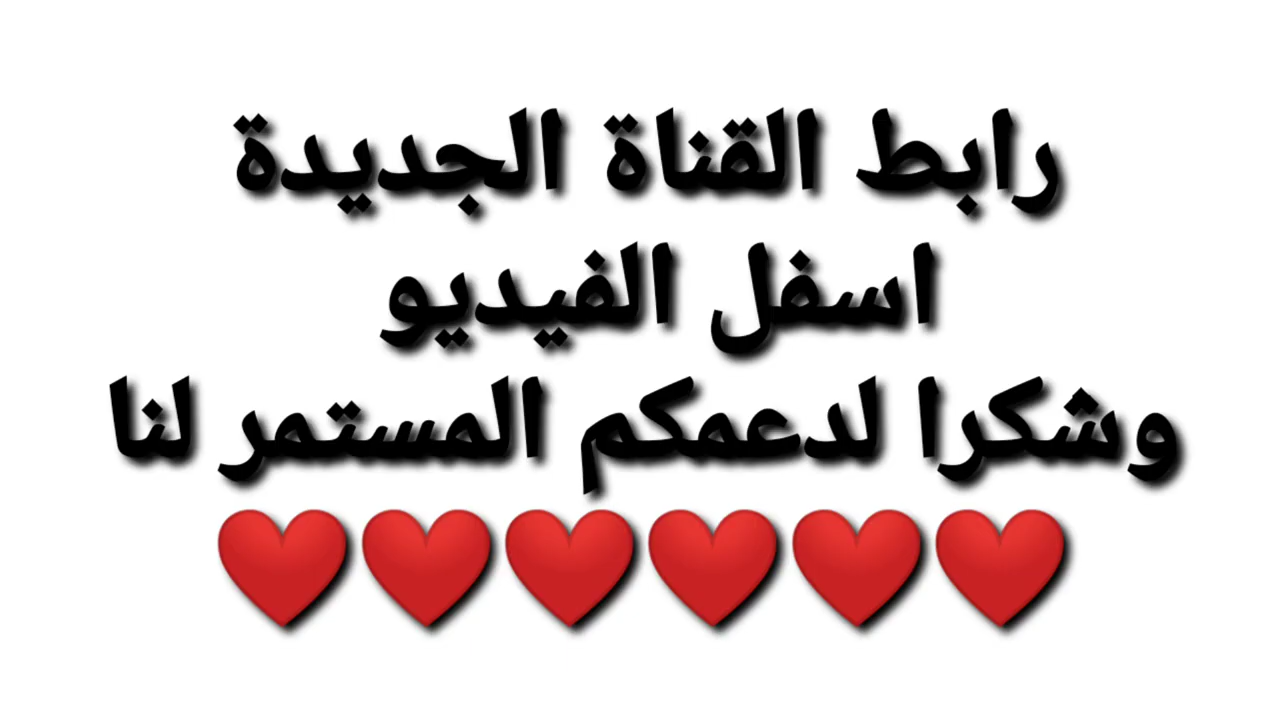 رابط القناة الجديدة
اسفل الفيديو
وشكرا لدعمكم المستمر لنا
❤️❤️❤️❤️❤️❤️